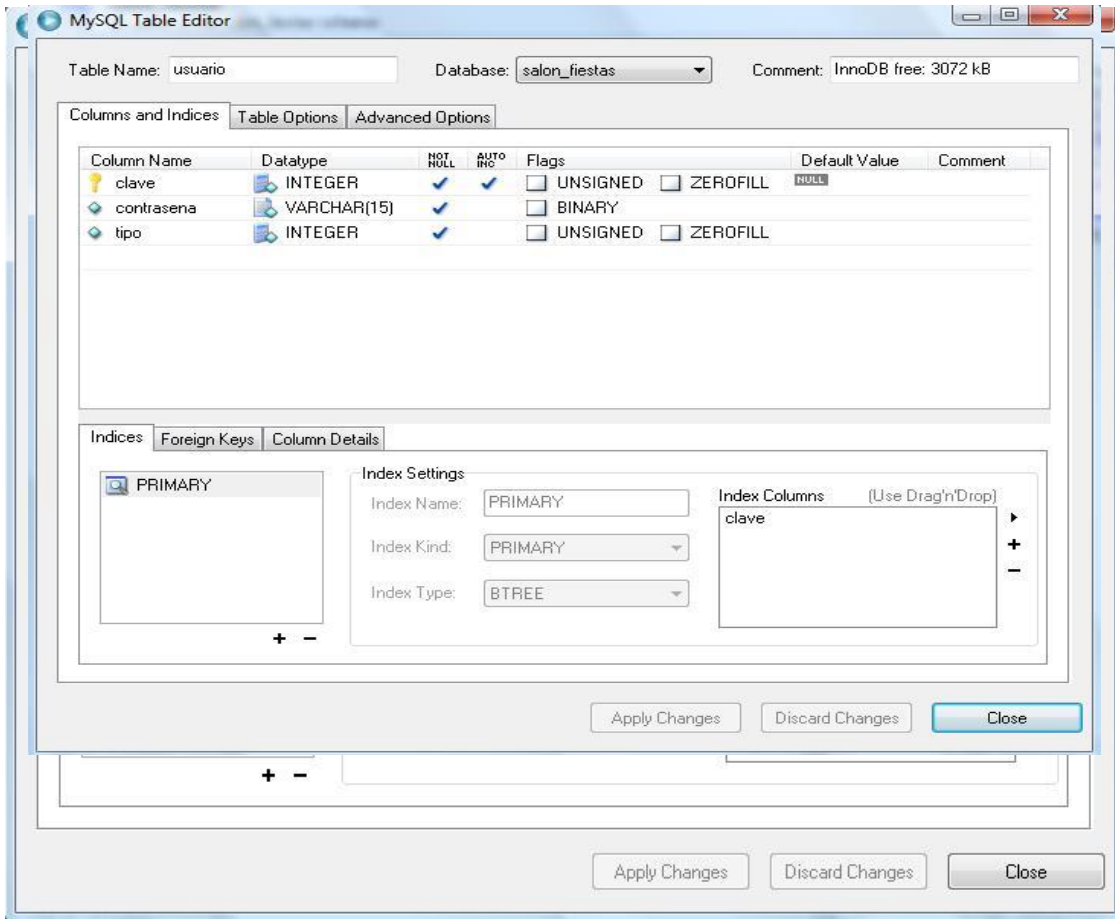 MySQL Table Editor
Table Name: usuario Database: salon_fiestas Comment: InnoDB free: 3072 kB
Columns and Indices Table Options Advanced Options
Column Name Datatype NOT NULL AUTO INC Flags Default Value Comment
clave INTEGER UNSIGNED ZEROFILL NULL
contrasena VARCHAR(15) BINARY
tipo INTEGER UNSIGNED ZEROFILL
Indices Foreign Keys Column Details
PRIMARY
Index Settings
Index Name: PRIMARY
Index Kind: PRIMARY
Index Type: BTREE
Index Columns (Use Drag'n'Drop)
clave
Apply Changes Discard Changes Close
Apply Changes Discard Changes Close